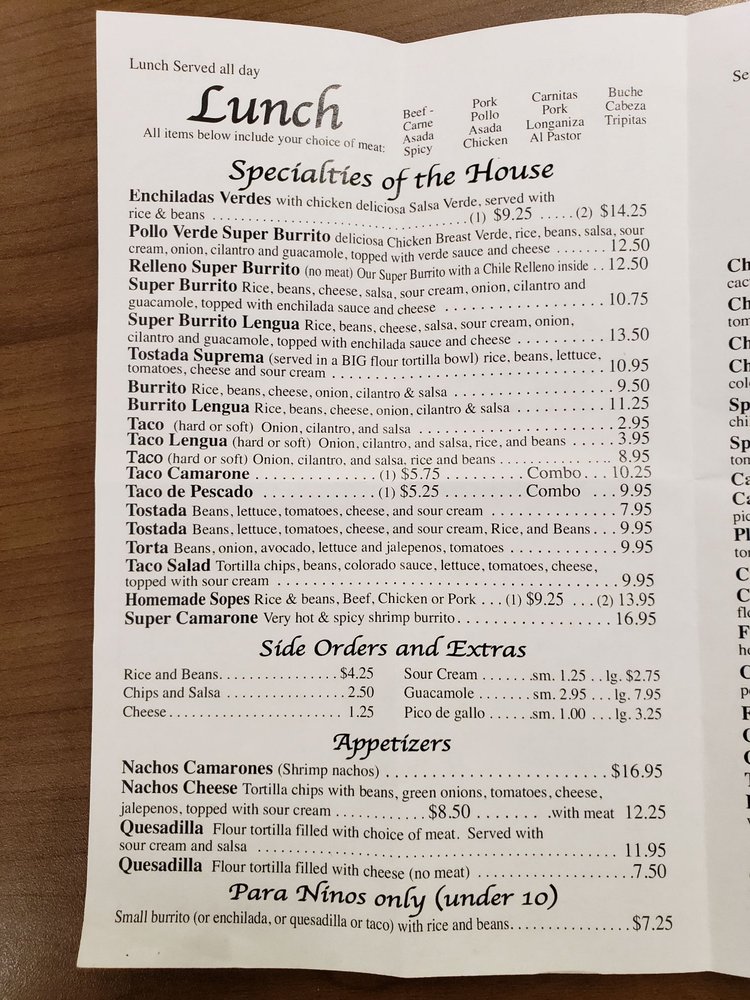 Lunch Served all day
Lunch
All items below include your choice of meat:
Beef -
Carne
Asada
Spicy
Pork
Pollo
Asada
Chicken
Carnitas
Pork
Longaniza
Al Pastor
Buche
Cabeza
Tripitas
Specialties of the House
Enchiladas Verdes with chicken deliciosa Salsa Verde, served with
rice & beans ..............................(1) $9.25 .....(2) $14.25
Pollo Verde Super Burrito deliciosa Chicken Breast Verde, rice, beans, salsa, sour
cream, onion, cilantro and guacamole, topped with verde sauce and cheese ....... 12.50
Relleno Super Burrito (no meat) Our Super Burrito with a Chile Relleno inside . . 12.50
Super Burrito Rice, beans, cheese, salsa, sour cream, onion, cilantro and
guacamole, topped with enchilada sauce and cheese .................. 10.75
Super Burrito Lengua Rice, beans, cheese, salsa, sour cream, onion,
cilantro and guacamole, topped with enchilada sauce and cheese .......... 13.50
Tostada Suprema (served in a BIG flour tortilla bowl) rice, beans, lettuce,
tomatoes, cheese and sour cream ............................... 10.95
Burrito Rice, beans, cheese, onion, cilantro & salsa ................. 9.50
Burrito Lengua Rice, beans, cheese, onion, cilantro & salsa .......... 11.25
Taco (hard or soft) Onion, cilantro, and salsa ..................... 2.95
Taco Lengua (hard or soft) Onion, cilantro, and salsa, rice, and beans ..... 3.95
Taco (hard or soft) Onion, cilantro, and salsa, rice and beans ............ 8.95
Taco Camarone ..............(1) $5.75 ......... Combo... 10.25
Taco de Pescado .............(1) $5.25 ......... Combo ... 9.95
Tostada Beans, lettuce, tomatoes, cheese, and sour cream .............. 7.95
Tostada Beans, lettuce, tomatoes, cheese, and sour cream, Rice, and Beans... 9.95
Torta Beans, onion, avocado, lettuce and jalepenos, tomatoes ............ 9.95
Taco Salad Tortilla chips, beans, colorado sauce, lettuce, tomatoes, cheese,
topped with sour cream ....................................... 9.95
Homemade Sopes Rice & beans, Beef, Chicken or Pork ...(1) $9.25 ...(2) 13.95
Super Camarone Very hot & spicy shrimp burrito.................. 16.95
Side Orders and Extras
Rice and Beans.............. $4.25
Chips and Salsa .............. 2.50
Cheese..................... 1.25
Sour Cream .......sm. 1.25 . . lg. $2.75
Guacamole .......sm. 2.95 ... lg. 7.95
Pico de gallo ......sm. 1.00 ... lg. 3.25
Appetizers
Nachos Camarones (Shrimp nachos) ......................... $16.95
Nachos Cheese Tortilla chips with beans, green onions, tomatoes, cheese,
jalepenos, topped with sour cream ............ $8.50 .........with meat 12.25
Quesadilla Flour tortilla filled with choice of meat. Served with
sour cream and salsa ....................................... 11.95
Quesadilla Flour tortilla filled with cheese (no meat) ..................7.50
Para Ninos only (under 10)
Small burrito (or enchilada, or quesadilla or taco) with rice and beans................ $7.25